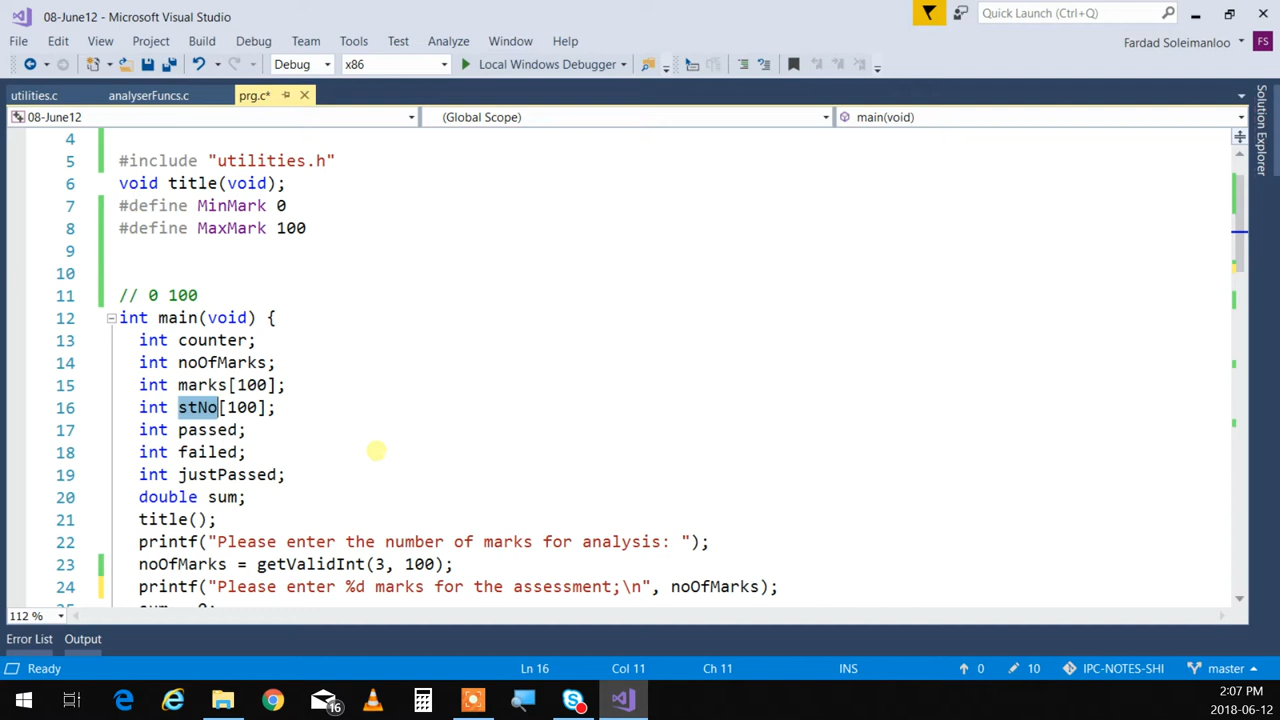 08-June12 - Microsoft Visual Studio
Quick Launch (Ctrl+Q)
File Edit View Project Build Debug Team Tools Test Analyze Window Help
Fardad Soleimanloo FS
Debug x86 Local Windows Debugger
utilities.c analyserFuncs.c prg.c*
08-June12 (Global Scope) main(void)
4
5 #include "utilities.h"
6 void title(void);
7 #define MinMark 0
8 #define MaxMark 100
9
10
11 // 0 100
12 int main(void) {
13 int counter;
14 int noOfMarks;
15 int marks[100];
16 int stNo[100];
17 int passed;
18 int failed;
19 int justPassed;
20 double sum;
21 title();
22 printf("Please enter the number of marks for analysis: ");
23 noOfMarks = getValidInt(3, 100);
24 printf("Please enter %d marks for the assessment;\n", noOfMarks);
Solution Explorer
112 %
Error List Output
Ready Ln 16 Col 11 Ch 11 INS 0 10 IPC-NOTES-SHI master
16
2:07 PM
2018-06-12